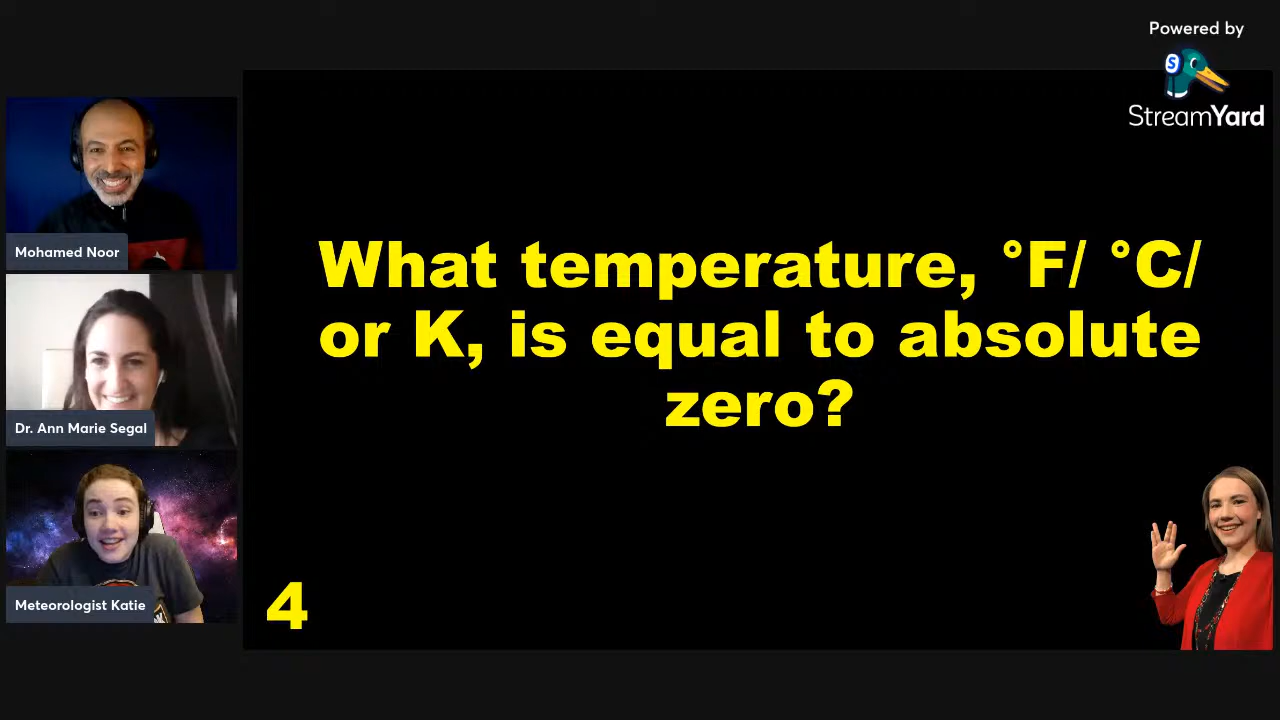 Powered by
StreamYard
Mohamed Noor
Dr. Ann Marie Segal
Meteorologist Katie
What temperature, °F/ °C/
or K, is equal to absolute
zero?
4